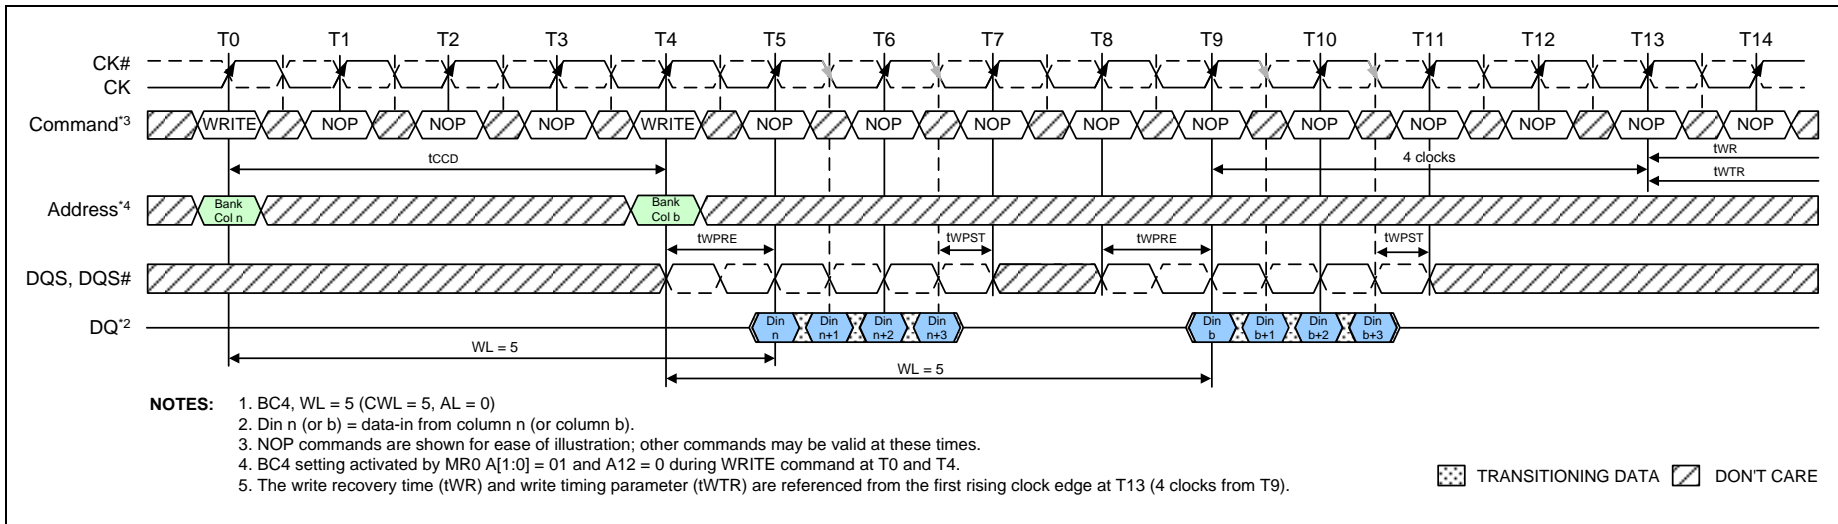 T0 T1 T2 T3 T4 T5 T6 T7 T8 T9 T10 T11 T12 T13 T14
CK#
CK
Command*3 WRITE NOP NOP NOP WRITE NOP NOP NOP NOP NOP NOP NOP NOP NOP NOP
tCCD 4 clocks tWR
tWTR
Address*4 Bank Col n Bank Col b
tWPRE tWPST tWPRE tWPST
DQS, DQS#
DQ*2 Din n Din n+1 Din n+2 Din n+3 Din b Din b+1 Din b+2 Din b+3
WL = 5
WL = 5
NOTES: 1. BC4, WL = 5 (CWL = 5, AL = 0)
2. Din n (or b) = data-in from column n (or column b).
3. NOP commands are shown for ease of illustration; other commands may be valid at these times.
4. BC4 setting activated by MR0 A[1:0] = 01 and A12 = 0 during WRITE command at T0 and T4.
5. The write recovery time (tWR) and write timing parameter (tWTR) are referenced from the first rising clock edge at T13 (4 clocks from T9).
TRANSITIONING DATA DON'T CARE